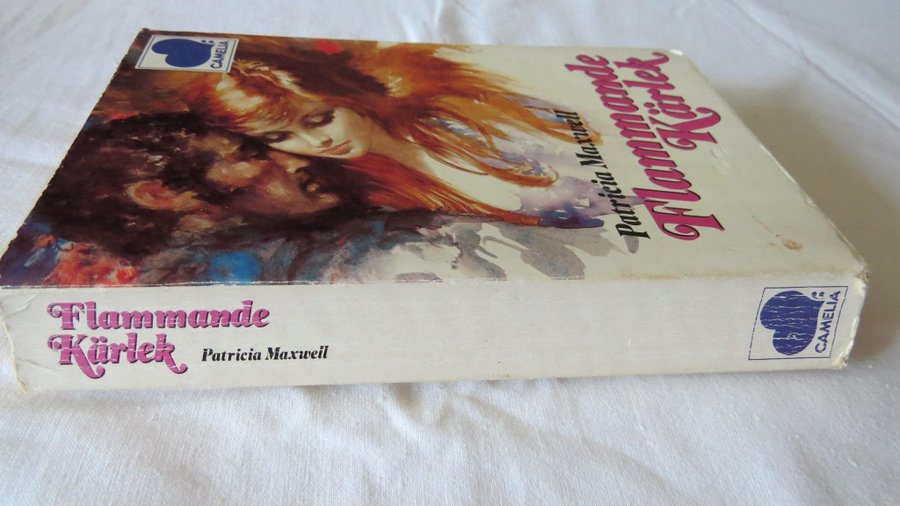 CAMELIA
Patricia Maxwell
Flammande
Kärlek
Flammande
Kärlek
Patricia Maxwell
CAMELIA